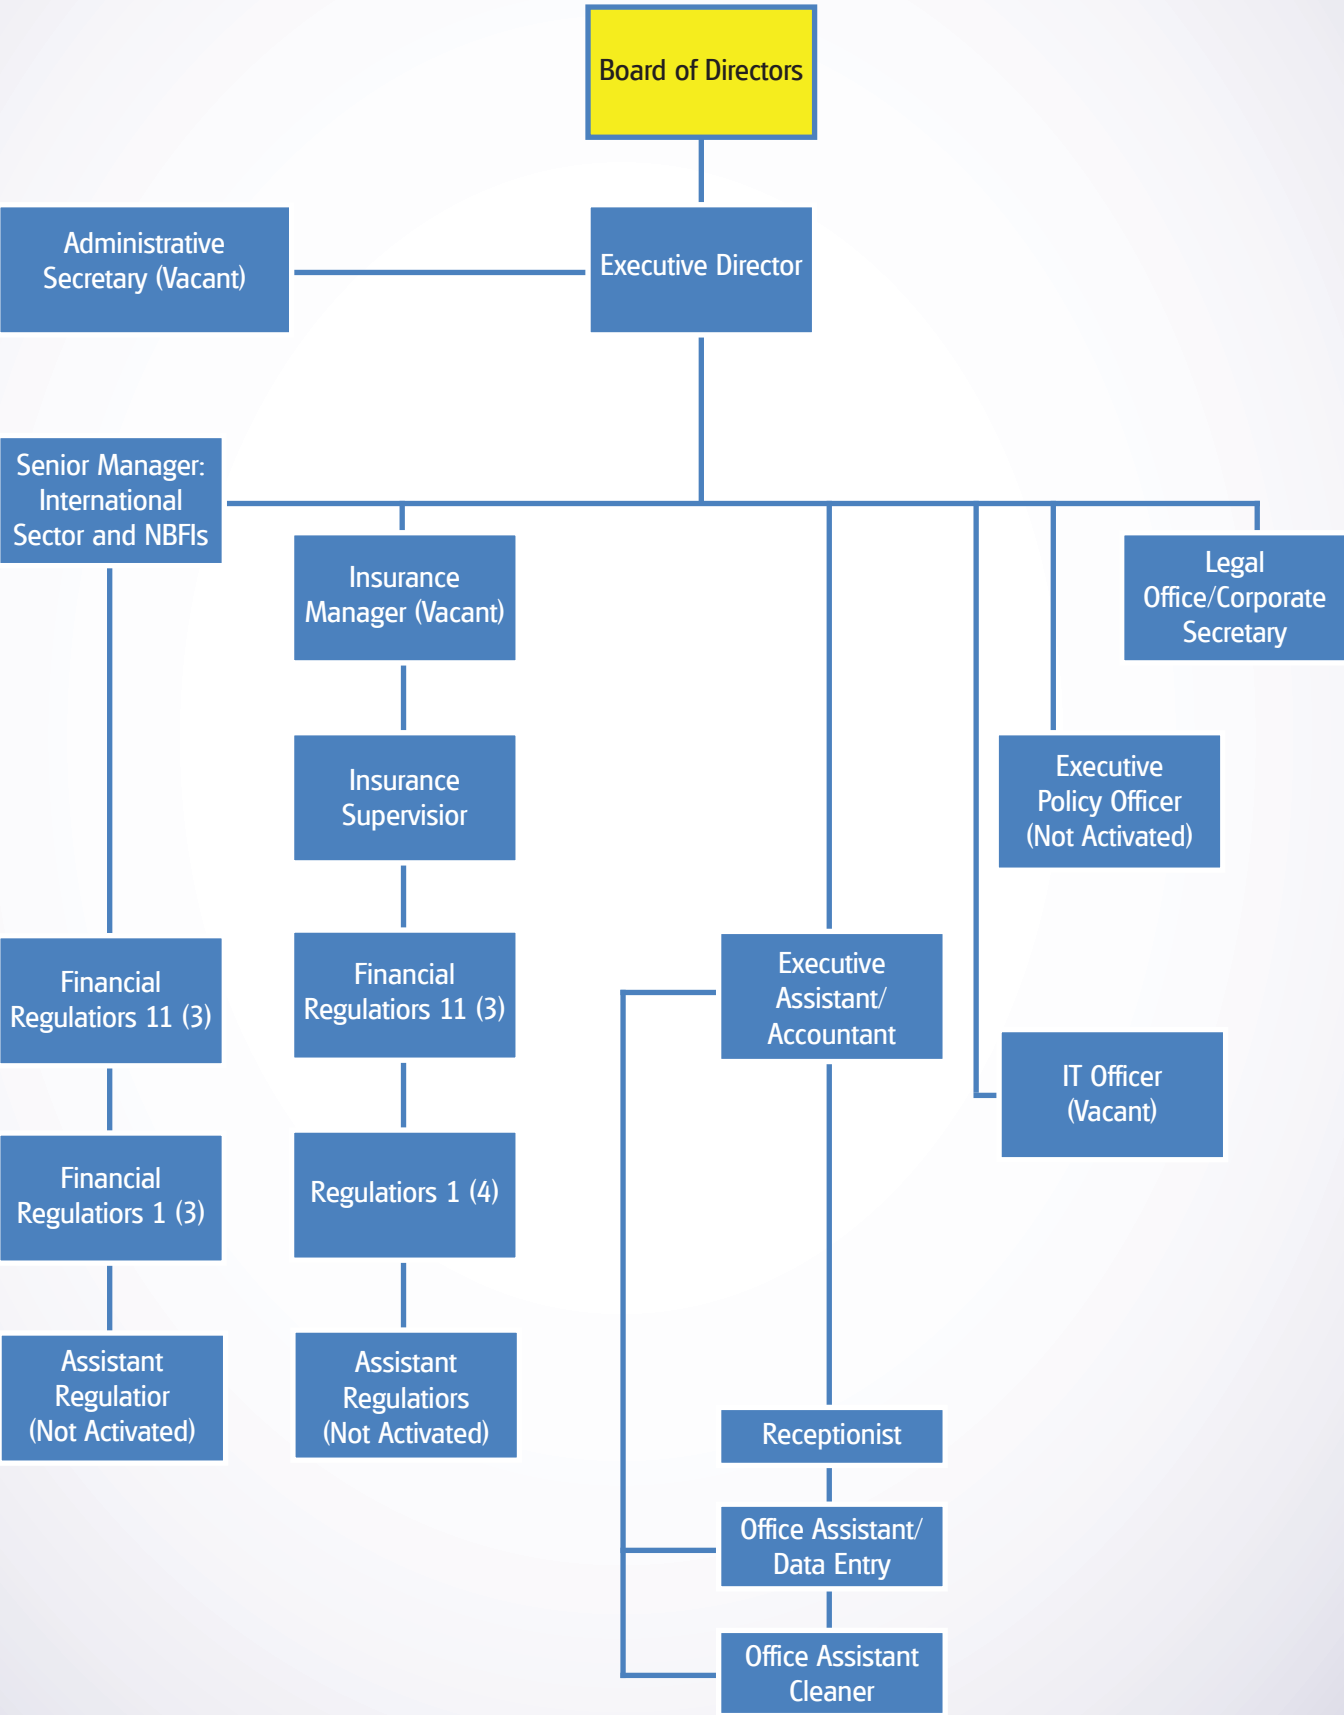 Board of Directors
Administrative
Secretary (Vacant)
Executive Director
Senior Manager:
International
Sector and NBFIs
Insurance
Manager (Vacant)
Legal
Office/Corporate
Secretary
Insurance
Supervisior
Executive
Policy Officer
(Not Activated)
Financial
Regulatiors 11 (3)
Financial
Regulatiors 11 (3)
Executive
Assistant/
Accountant
IT Officer
(Vacant)
Financial
Regulatiors 1 (3)
Regulatiors 1 (4)
Assistant
Regulatior
(Not Activated)
Assistant
Regulatiors
(Not Activated)
Receptionist
Office Assistant/
Data Entry
Office Assistant
Cleaner